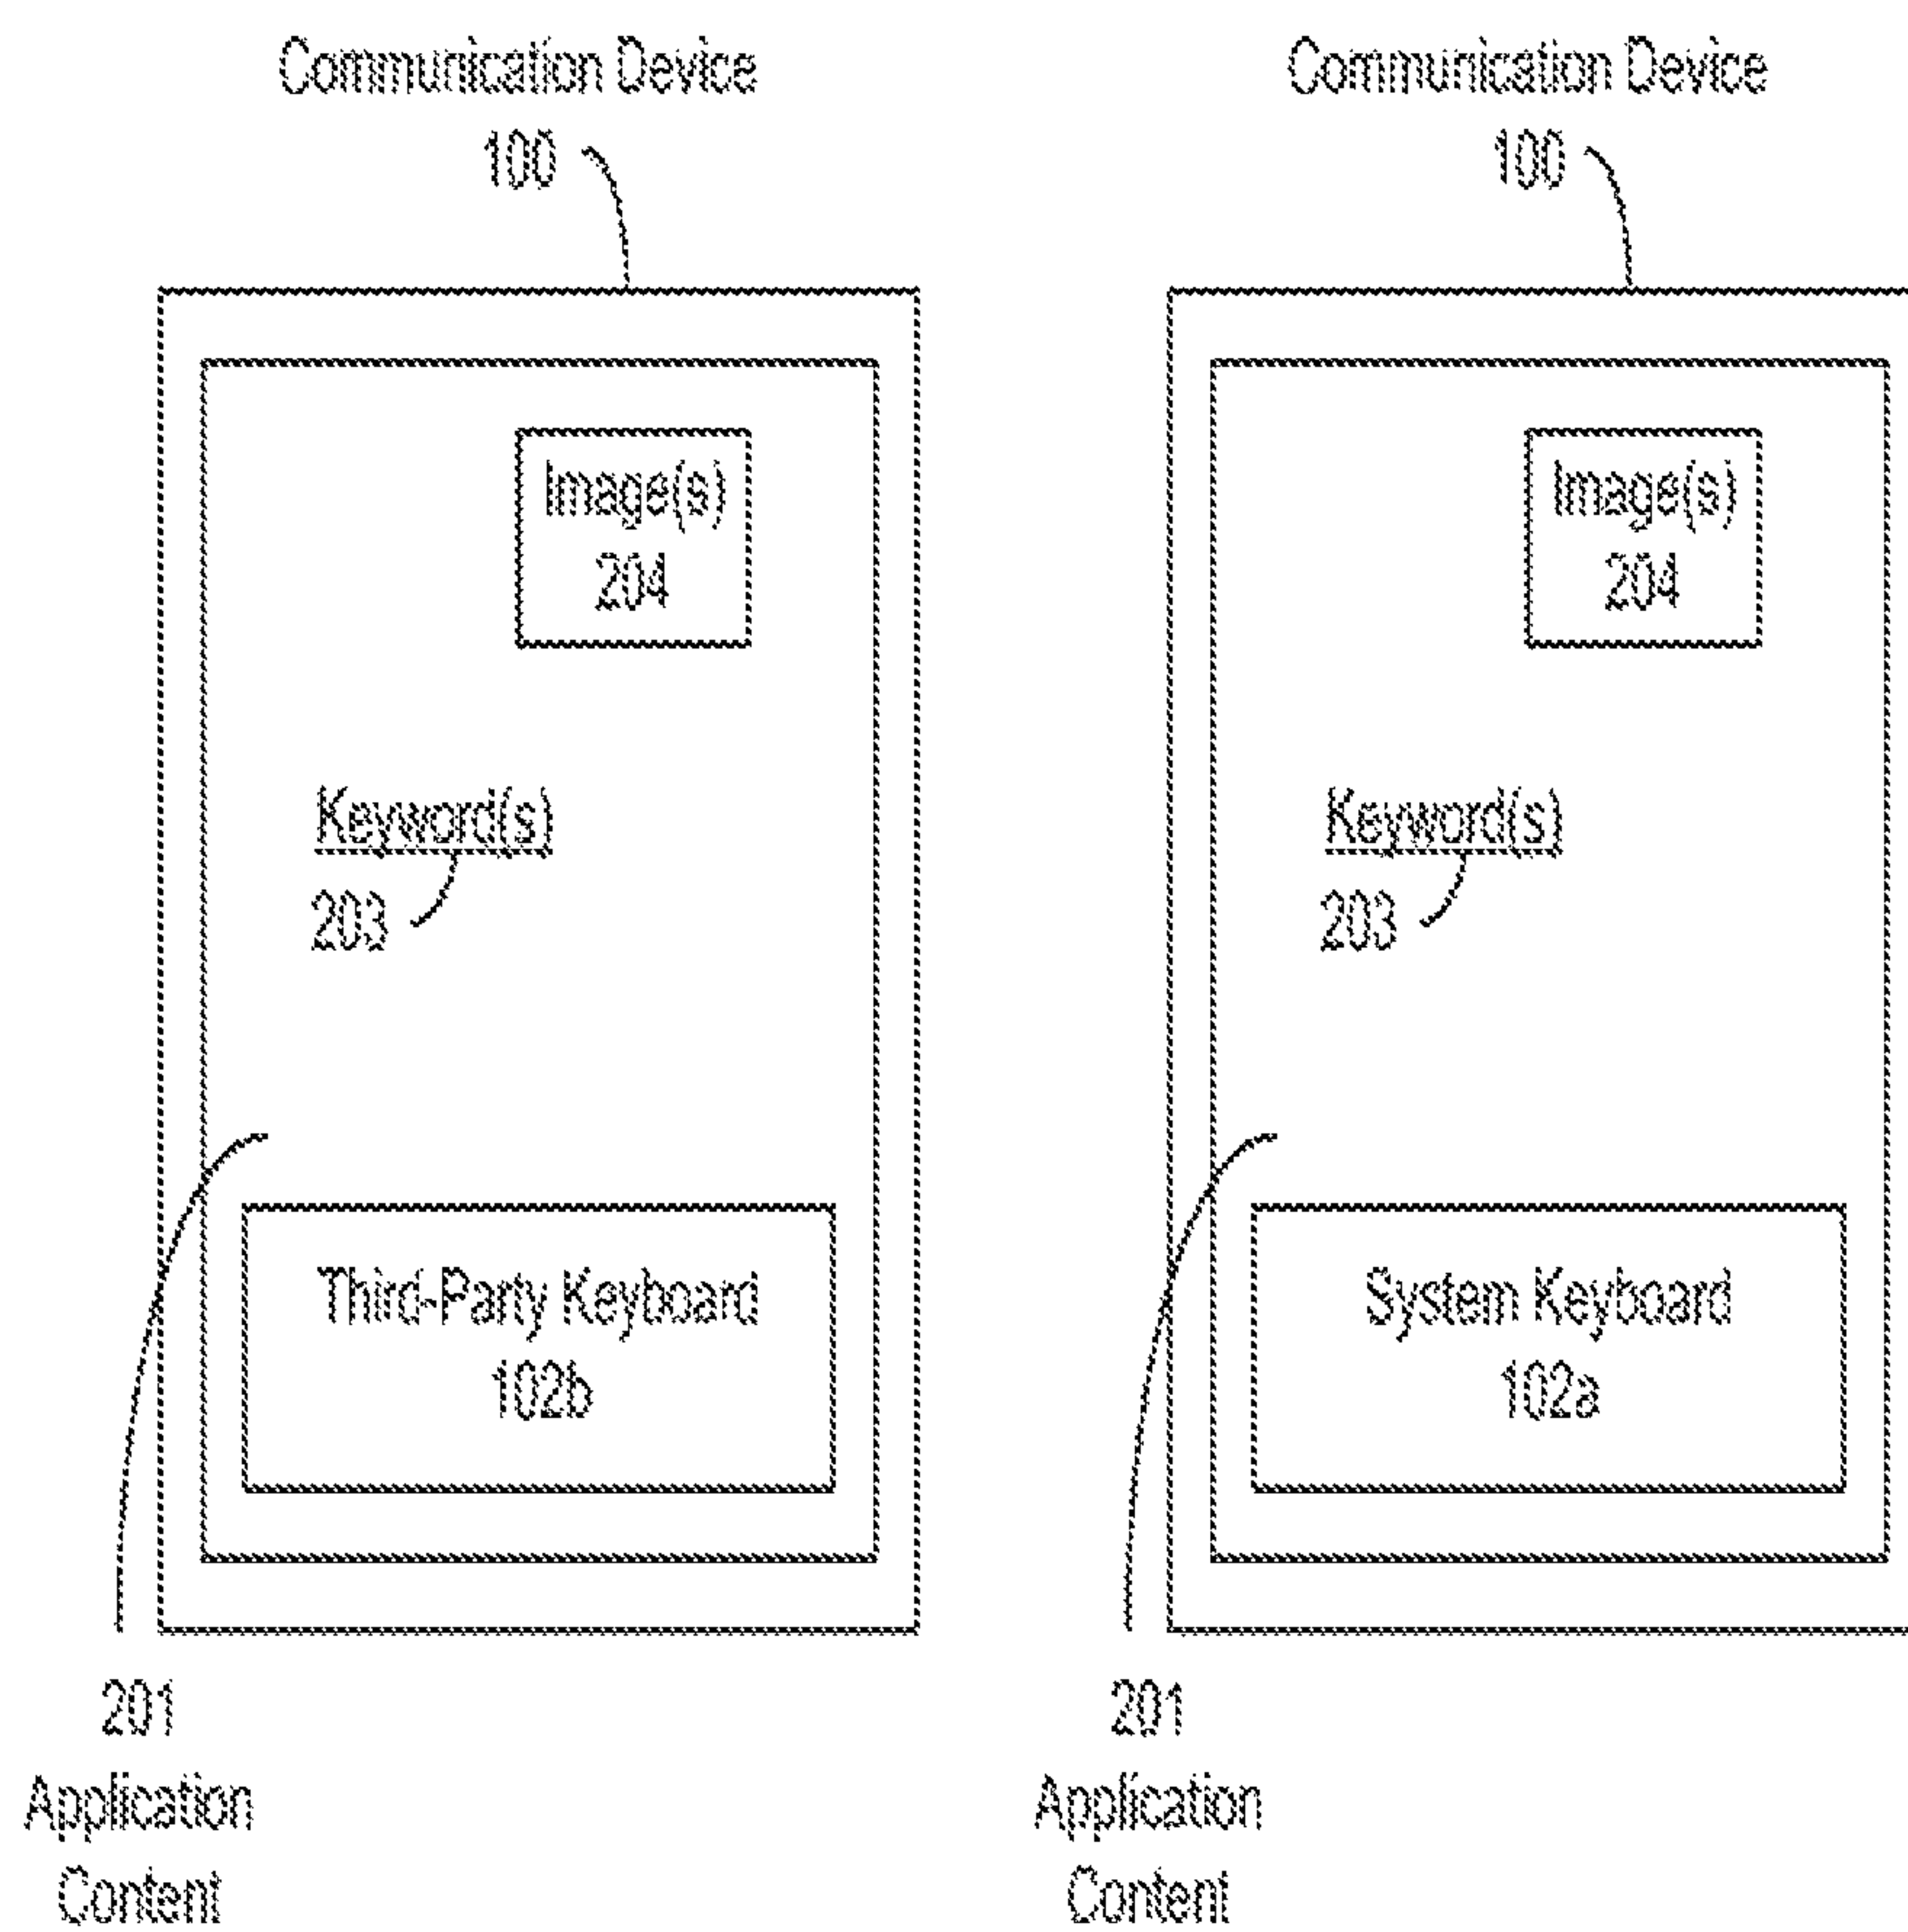 Communication Device
100
Image(s)
204
Keyword(s)
203
Third-Party Keyboard
102b
201
Application
Content
Communication Device
100
Image(s)
204
Keyword(s)
203
System Keyboard
102a
201
Application
Content